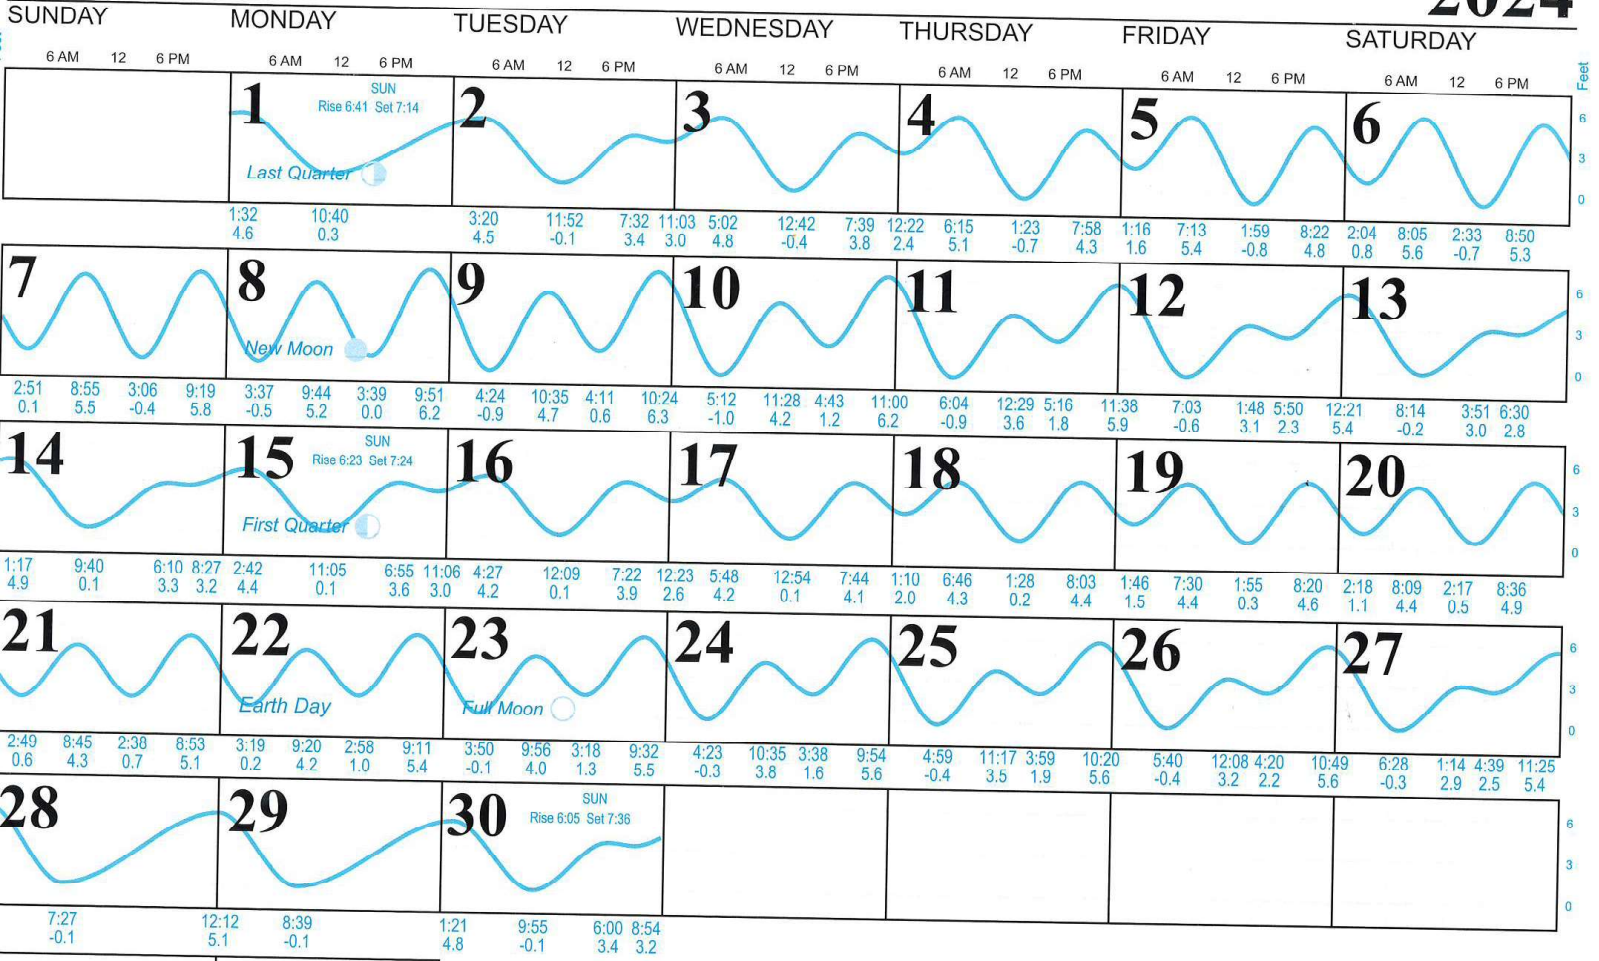 2024
SUNDAY MONDAY TUESDAY WEDNESDAY THURSDAY FRIDAY SATURDAY
6 AM 12 6 PM 6 AM 12 6 PM 6 AM 12 6 PM 6 AM 12 6 PM 6 AM 12 6 PM 6 AM 12 6 PM 6 AM 12 6 PM Feet
1 SUN 2 3 4 5 6 6
Rise 6:41 Set 7:14
3
Last Quarter
0
1:32 10:40 3:20 11:52 7:32 11:03 5:02 12:42 7:39 12:22 6:15 1:23 7:58 1:16 7:13 1:59 8:22 2:04 8:05 2:33 8:50
4.6 0.3 4.5 -0.1 3.4 3.0 4.8 -0.4 3.8 2.4 5.1 -0.7 4.3 1.6 5.4 -0.8 4.8 0.8 5.6 -0.7 5.3
7 8 9 10 11 12 13 6
3
New Moon
0
2:51 8:55 3:06 9:19 3:37 9:44 3:39 9:51 4:24 10:35 4:11 10:24 5:12 11:28 4:43 11:00 6:04 12:29 5:16 11:38 7:03 1:48 5:50 12:21 8:14 3:51 6:30
0.1 5.5 -0.4 5.8 -0.5 5.2 0.0 6.2 -0.9 4.7 0.6 6.3 -1.0 4.2 1.2 6.2 -0.9 3.6 1.8 5.9 -0.6 3.1 2.3 5.4 -0.2 3.0 2.8
14 15 SUN 16 17 18 19 20 6
Rise 6:23 Set 7:24
3
First Quarter
0
1:17 9:40 6:10 8:27 2:42 11:05 6:55 11:06 4:27 12:09 7:22 12:23 5:48 12:54 7:44 1:10 6:46 1:28 8:03 1:46 7:30 1:55 8:20 2:18 8:09 2:17 8:36
4.9 0.1 3.3 3.2 4.4 0.1 3.6 3.0 4.2 0.1 3.9 2.6 4.2 0.1 4.1 2.0 4.3 0.2 4.4 1.5 4.4 0.3 4.6 1.1 4.4 0.5 4.9
21 22 23 24 25 26 27 6
3
Earth Day Full Moon
0
2:49 8:45 2:38 8:53 3:19 9:20 2:58 9:11 3:50 9:56 3:18 9:32 4:23 10:35 3:38 9:54 4:59 11:17 3:59 10:20 5:40 12:08 4:20 10:49 6:28 1:14 4:39 11:25
0.6 4.3 0.7 5.1 0.2 4.2 1.0 5.4 -0.1 4.0 1.3 5.5 -0.3 3.8 1.6 5.6 -0.4 3.5 1.9 5.6 -0.4 3.2 2.2 5.6 -0.3 2.9 2.5 5.4
28 29 30 SUN 6
Rise 6:05 Set 7:36
3
0
7:27 12:12 8:39 1:21 9:55 6:00 8:54
-0.1 5.1 -0.1 4.8 -0.1 3.4 3.2